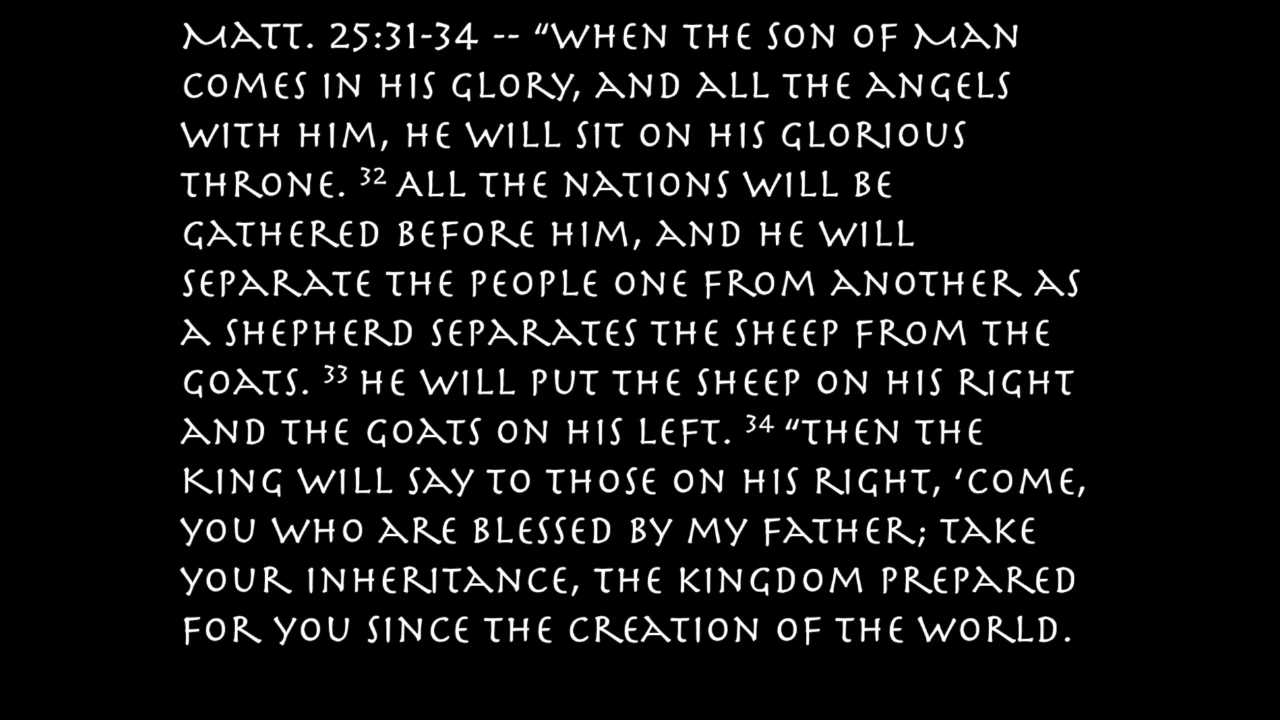 Matt. 25:31-34 -- “When the Son of Man
comes in his glory, and all the angels
with him, he will sit on his glorious
throne. ³² All the nations will be
gathered before him, and he will
separate the people one from another as
a shepherd separates the sheep from the
goats. ³³ He will put the sheep on his right
and the goats on his left. ³⁴ “Then the
King will say to those on his right, ‘Come,
you who are blessed by my Father; take
your inheritance, the kingdom prepared
for you since the creation of the world.